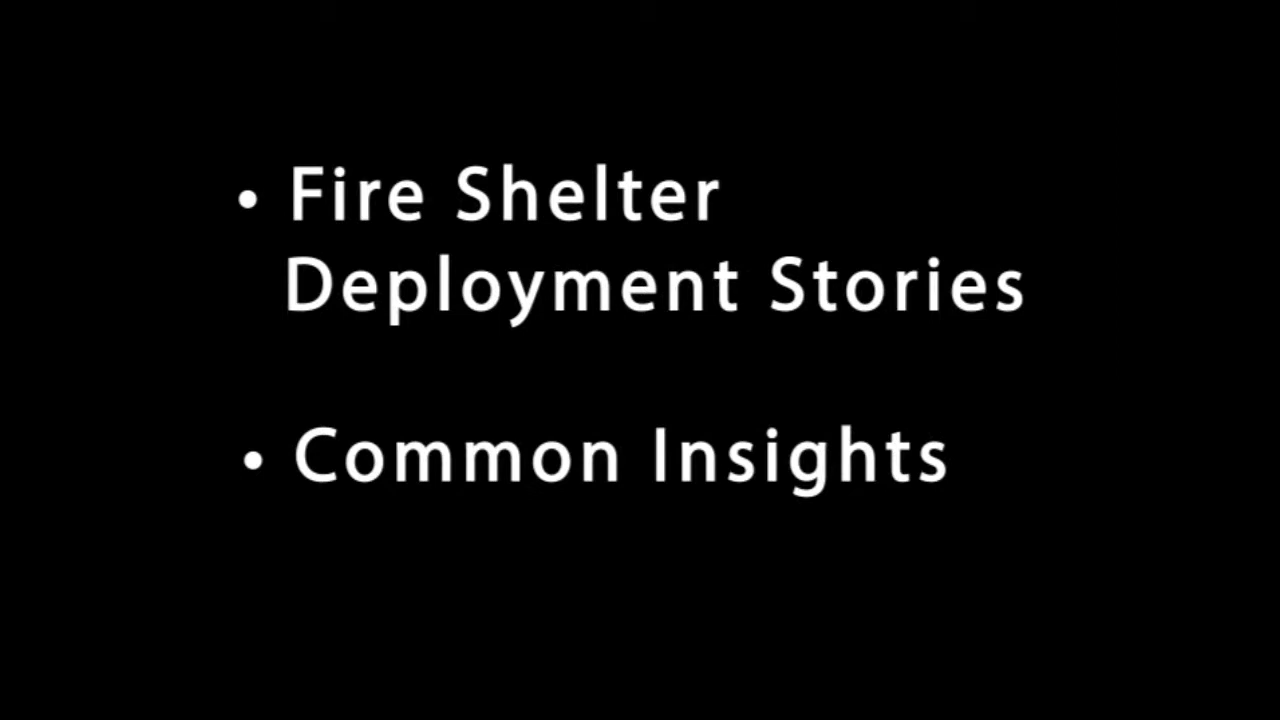 • Fire Shelter
Deployment Stories
• Common Insights